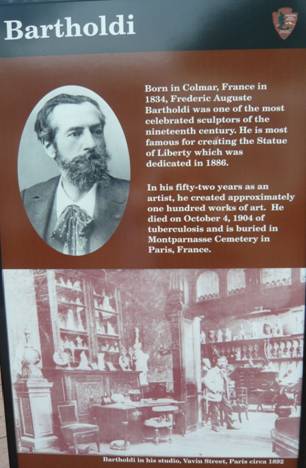 Bartholdi
Born in Colmar, France in
1834, Frederic Auguste
Bartholdi was one of the most
celebrated sculptors of the
nineteenth century. He is most
famous for creating the Statue
of Liberty which was
dedicated in 1886.
In his fifty-two years as an
artist, he created approximately
one hundred works of art. He
died on October 4, 1904 of
tuberculosis and is buried in
Montparnasse Cemetery in
Paris, France.
Bartholdi in his studio, Vavin Street, Paris circa 1892